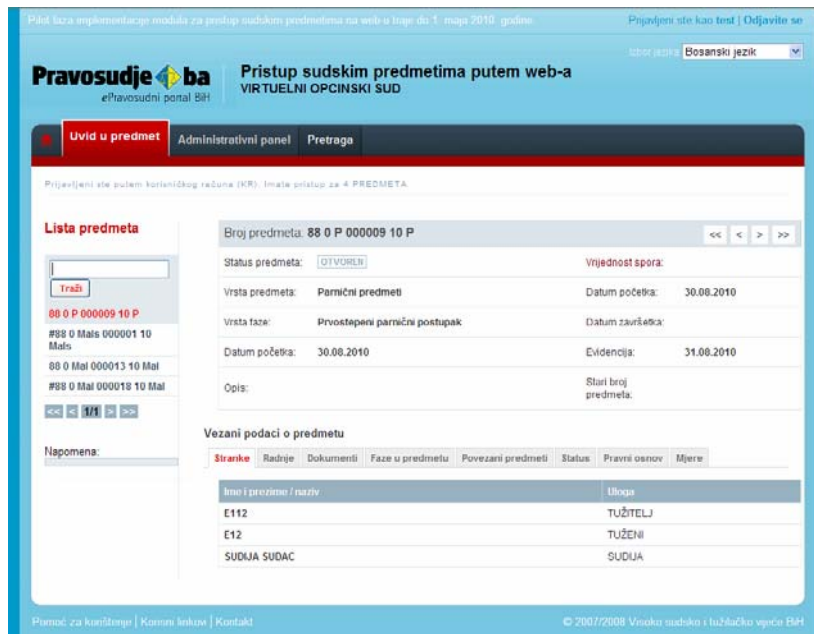 Pilot faza implementacije modula za pristup sudskim predmetima na web-u traje do 1. maja 2010. godine.
Prijavljeni ste kao test | Odjavite se
Izbor jezika Bosanski jezik
Pravosudje ba
ePravosudni portal BiH
Pristup sudskim predmetima putem web-a
VIRTUELNI OPCINSKI SUD
Uvid u predmet
Administrativni panel
Pretraga
Prijavljeni ste putem korisničkog računa (KR). Imate pristup za 4 PREDMETA
Lista predmeta
Traži
88 0 P 000009 10 P
#88 0 Mals 000001 10
Mals
88 0 Mal 000013 10 Mal
#88 0 Mal 000018 10 Mal
<< < 1/1 > >>
Napomena:
Broj predmeta: 88 0 P 000009 10 P
<< < > >>
Status predmeta: OTVOREN
Vrijednost spora:
Vrsta predmeta: Parnični predmeti
Datum početka: 30.08.2010
Vrsta faze: Prvostepeni parnični postupak
Datum završetka:
Datum početka: 30.08.2010
Evidencija: 31.08.2010
Opis:
Stari broj
predmeta:
Vezani podaci o predmetu
Stranke Radnje Dokumenti Faze u predmetu Povezani predmeti Status Pravni osnov Mjere
Ime i prezime / naziv Uloga
E112 TUŽITELJ
E12 TUŽENI
SUDIJA SUDAC SUDIJA
Pomoć za korištenje | Korisni linkovi | Kontakt
© 2007/2008 Visoko sudsko i tužilačko vijeće BiH